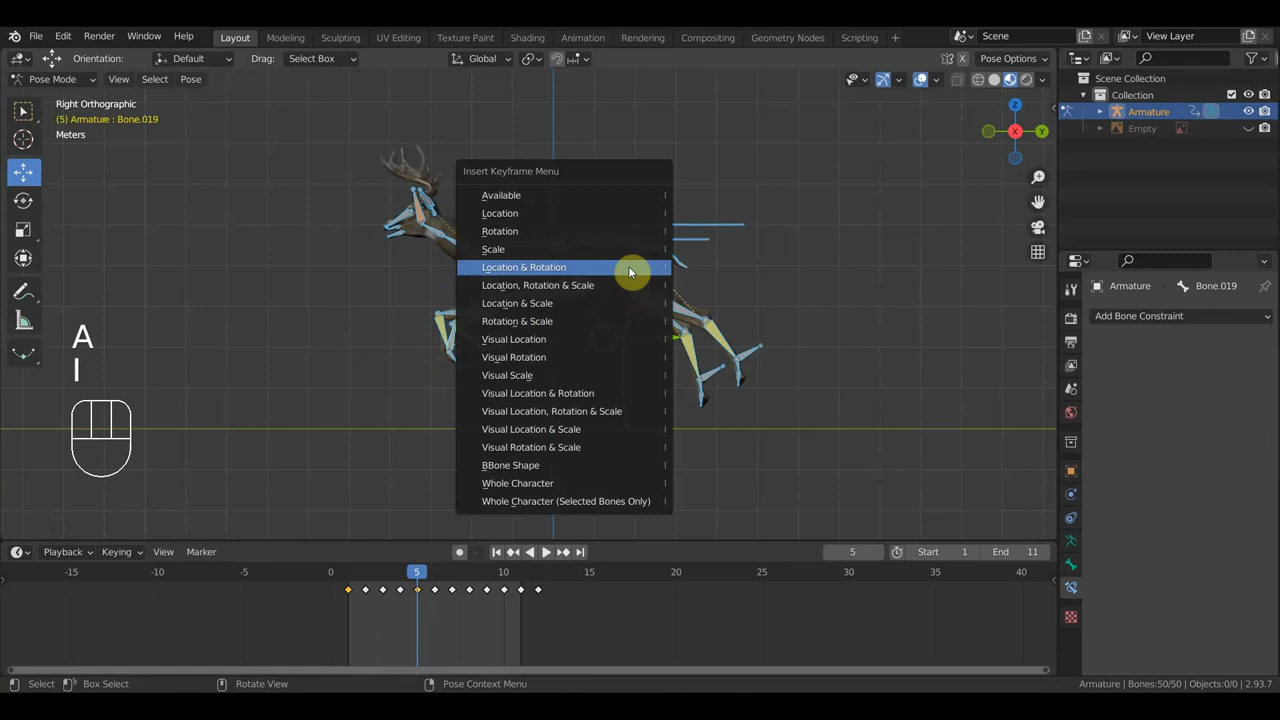 File Edit Render Window Help Layout Modeling Sculpting UV Editing Texture Paint Shading Animation Rendering Compositing Geometry Nodes Scripting + Scene View Layer
Orientation: Default Drag: Select Box Global Pose Options
Pose Mode View Select Pose
Right Orthographic
(5) Armature : Bone.019
Meters
Z
X
Y
Insert Keyframe Menu
Available I
Location I
Rotation I
Scale I
Location & Rotation I
Location, Rotation & Scale I
Location & Scale I
Rotation & Scale I
Visual Location I
Visual Rotation I
Visual Scale I
Visual Location & Rotation I
Visual Location, Rotation & Scale I
Visual Location & Scale I
Visual Rotation & Scale I
BBone Shape I
Whole Character I
Whole Character (Selected Bones Only) I
A
I
Scene Collection
Collection
Armature
Empty
Armature Bone.019
Add Bone Constraint
Playback Keying View Marker 5 Start 1 End 11
-15 -10 -5 0 5 10 15 20 25 30 35 40
Select Box Select Rotate View Pose Context Menu Armature | Bones:50/50 | Objects:0/0 | 2.93.7